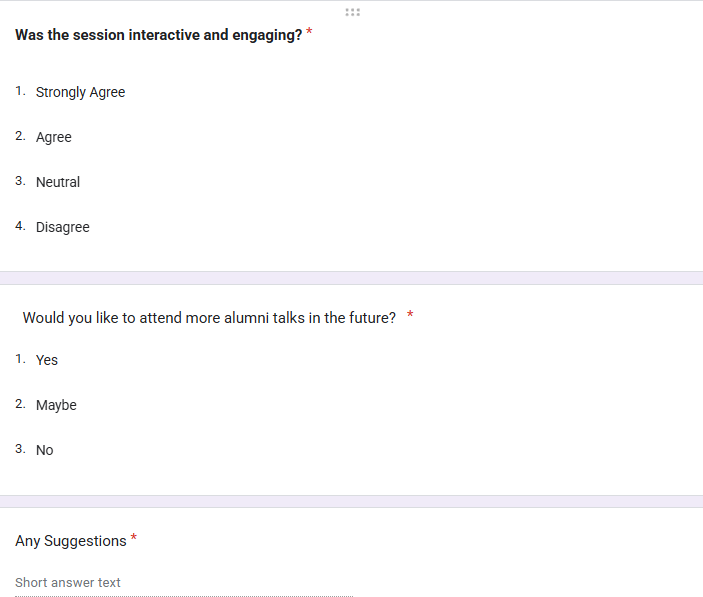 Was the session interactive and engaging? *
1. Strongly Agree
2. Agree
3. Neutral
4. Disagree
Would you like to attend more alumni talks in the future? *
1. Yes
2. Maybe
3. No
Any Suggestions *
Short answer text